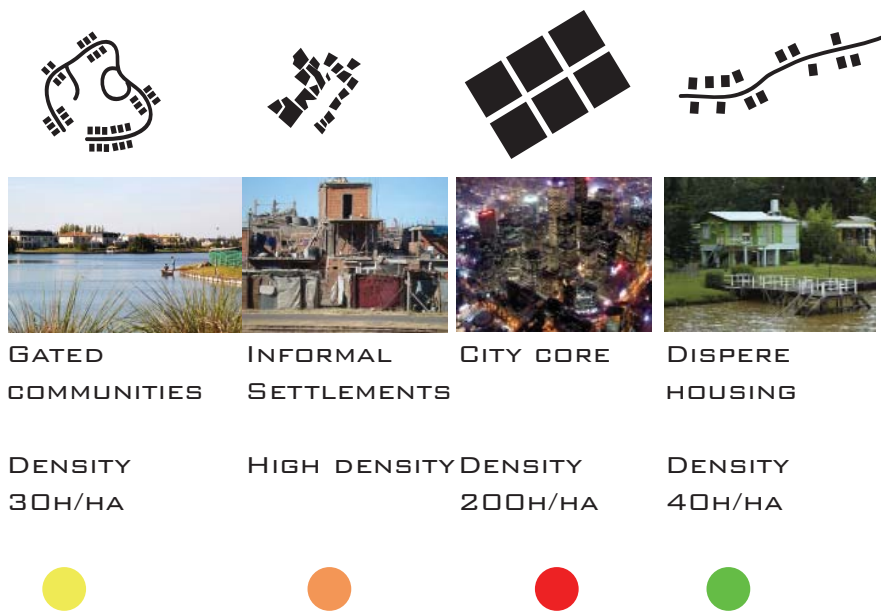 Gated
communities
Density
30h/ha
Informal
Settlements
High density
City core
Density
200h/ha
Dispere
housing
Density
40h/ha